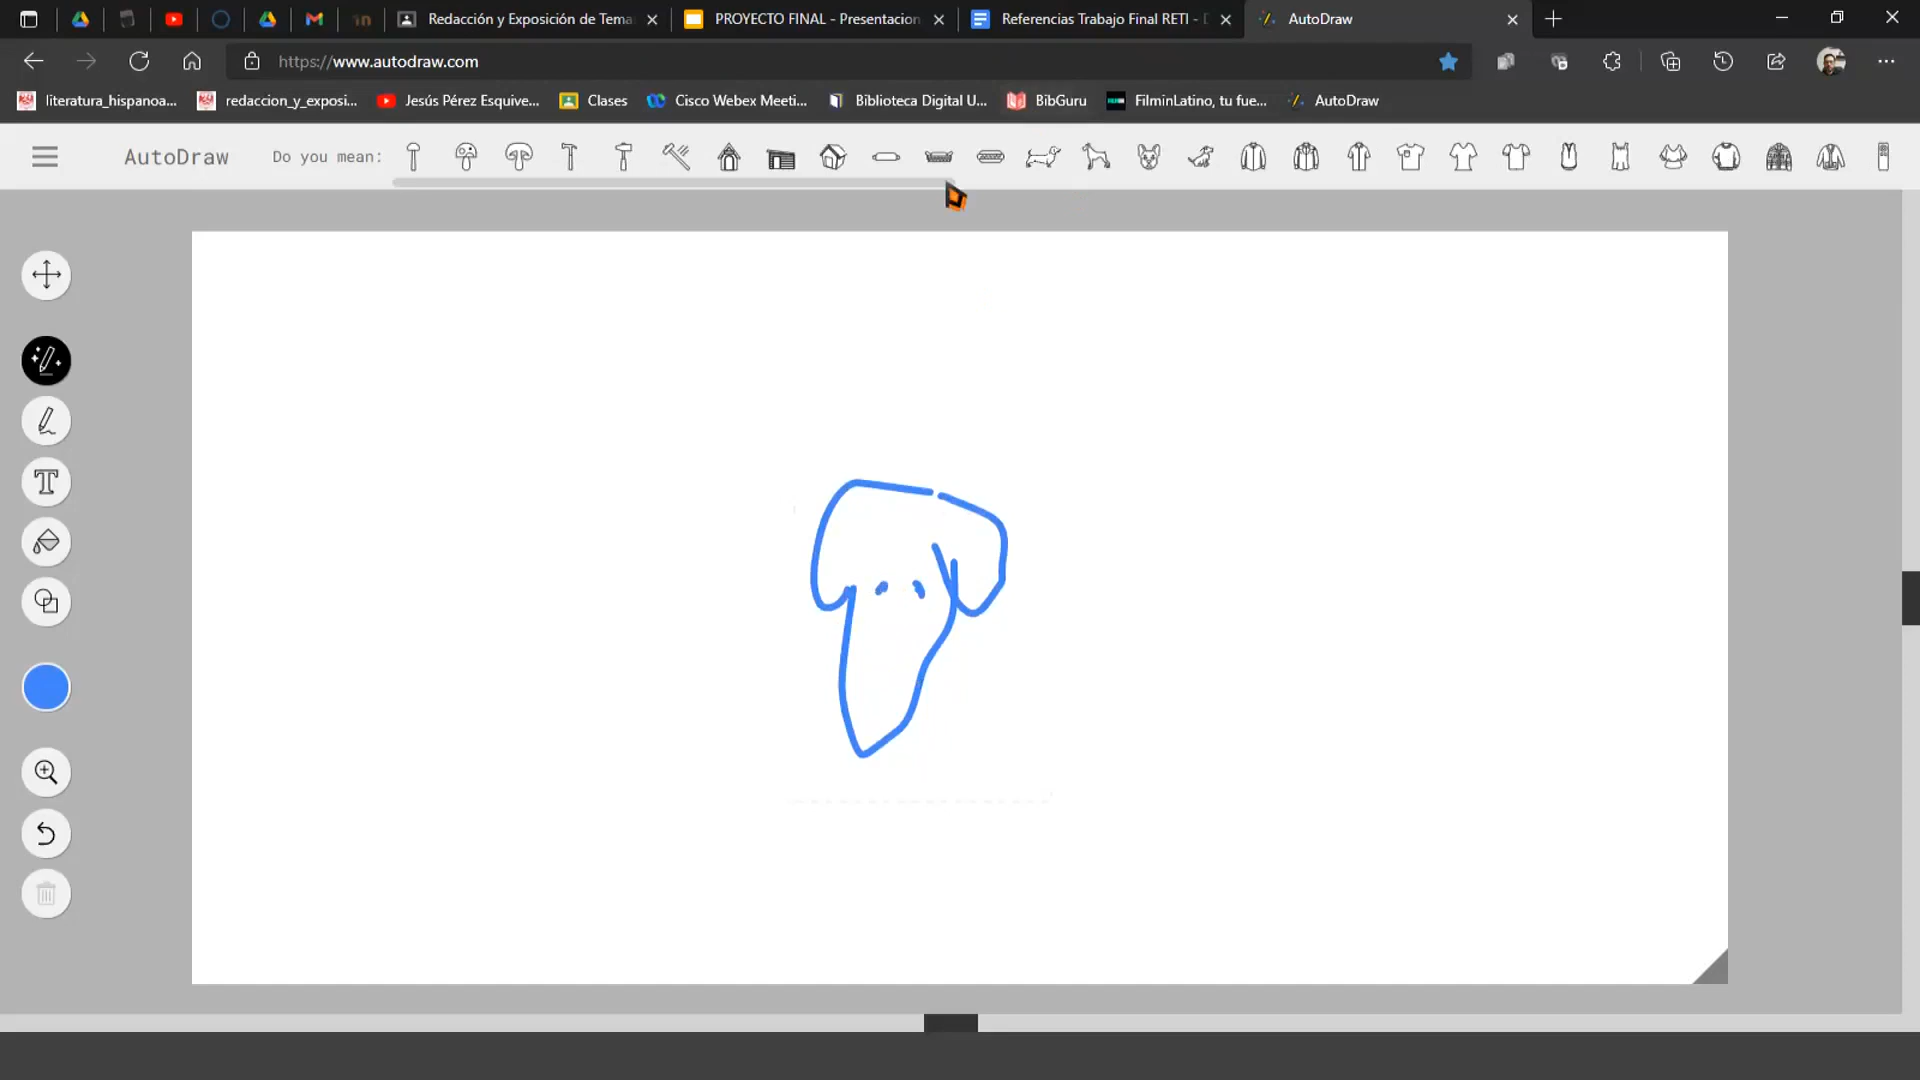 Redacción y Exposición de Tema
PROYECTO FINAL - Presentacion
Referencias Trabajo Final RETI - D
AutoDraw
https://www.autodraw.com
literatura_hispanoa...
redaccion_y_exposi...
Jesús Pérez Esquive...
Clases
Cisco Webex Meeti...
Biblioteca Digital U...
BibGuru
FilminLatino, tu fue...
AutoDraw
AutoDraw
Do you mean: